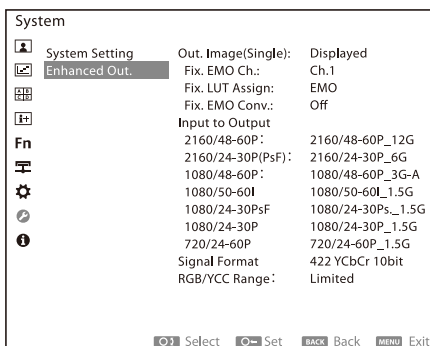 System
System Setting
Enhanced Out.
Fn
Out. Image(Single): Displayed
Fix. EMO Ch.: Ch.1
Fix. LUT Assign: EMO
Fix. EMO Conv.: Off
Input to Output
2160/48-60P: 2160/48-60P_12G
2160/24-30P(PsF): 2160/24-30P_6G
1080/48-60P: 1080/48-60P_3G-A
1080/50-60I 1080/50-60I_1.5G
1080/24-30PsF 1080/24-30Ps._1.5G
1080/24-30P 1080/24-30P_1.5G
720/24-60P 720/24-60P_1.5G
Signal Format 422 YCbCr 10bit
RGB/YCC Range: Limited
Select Set BACK Back MENU Exit